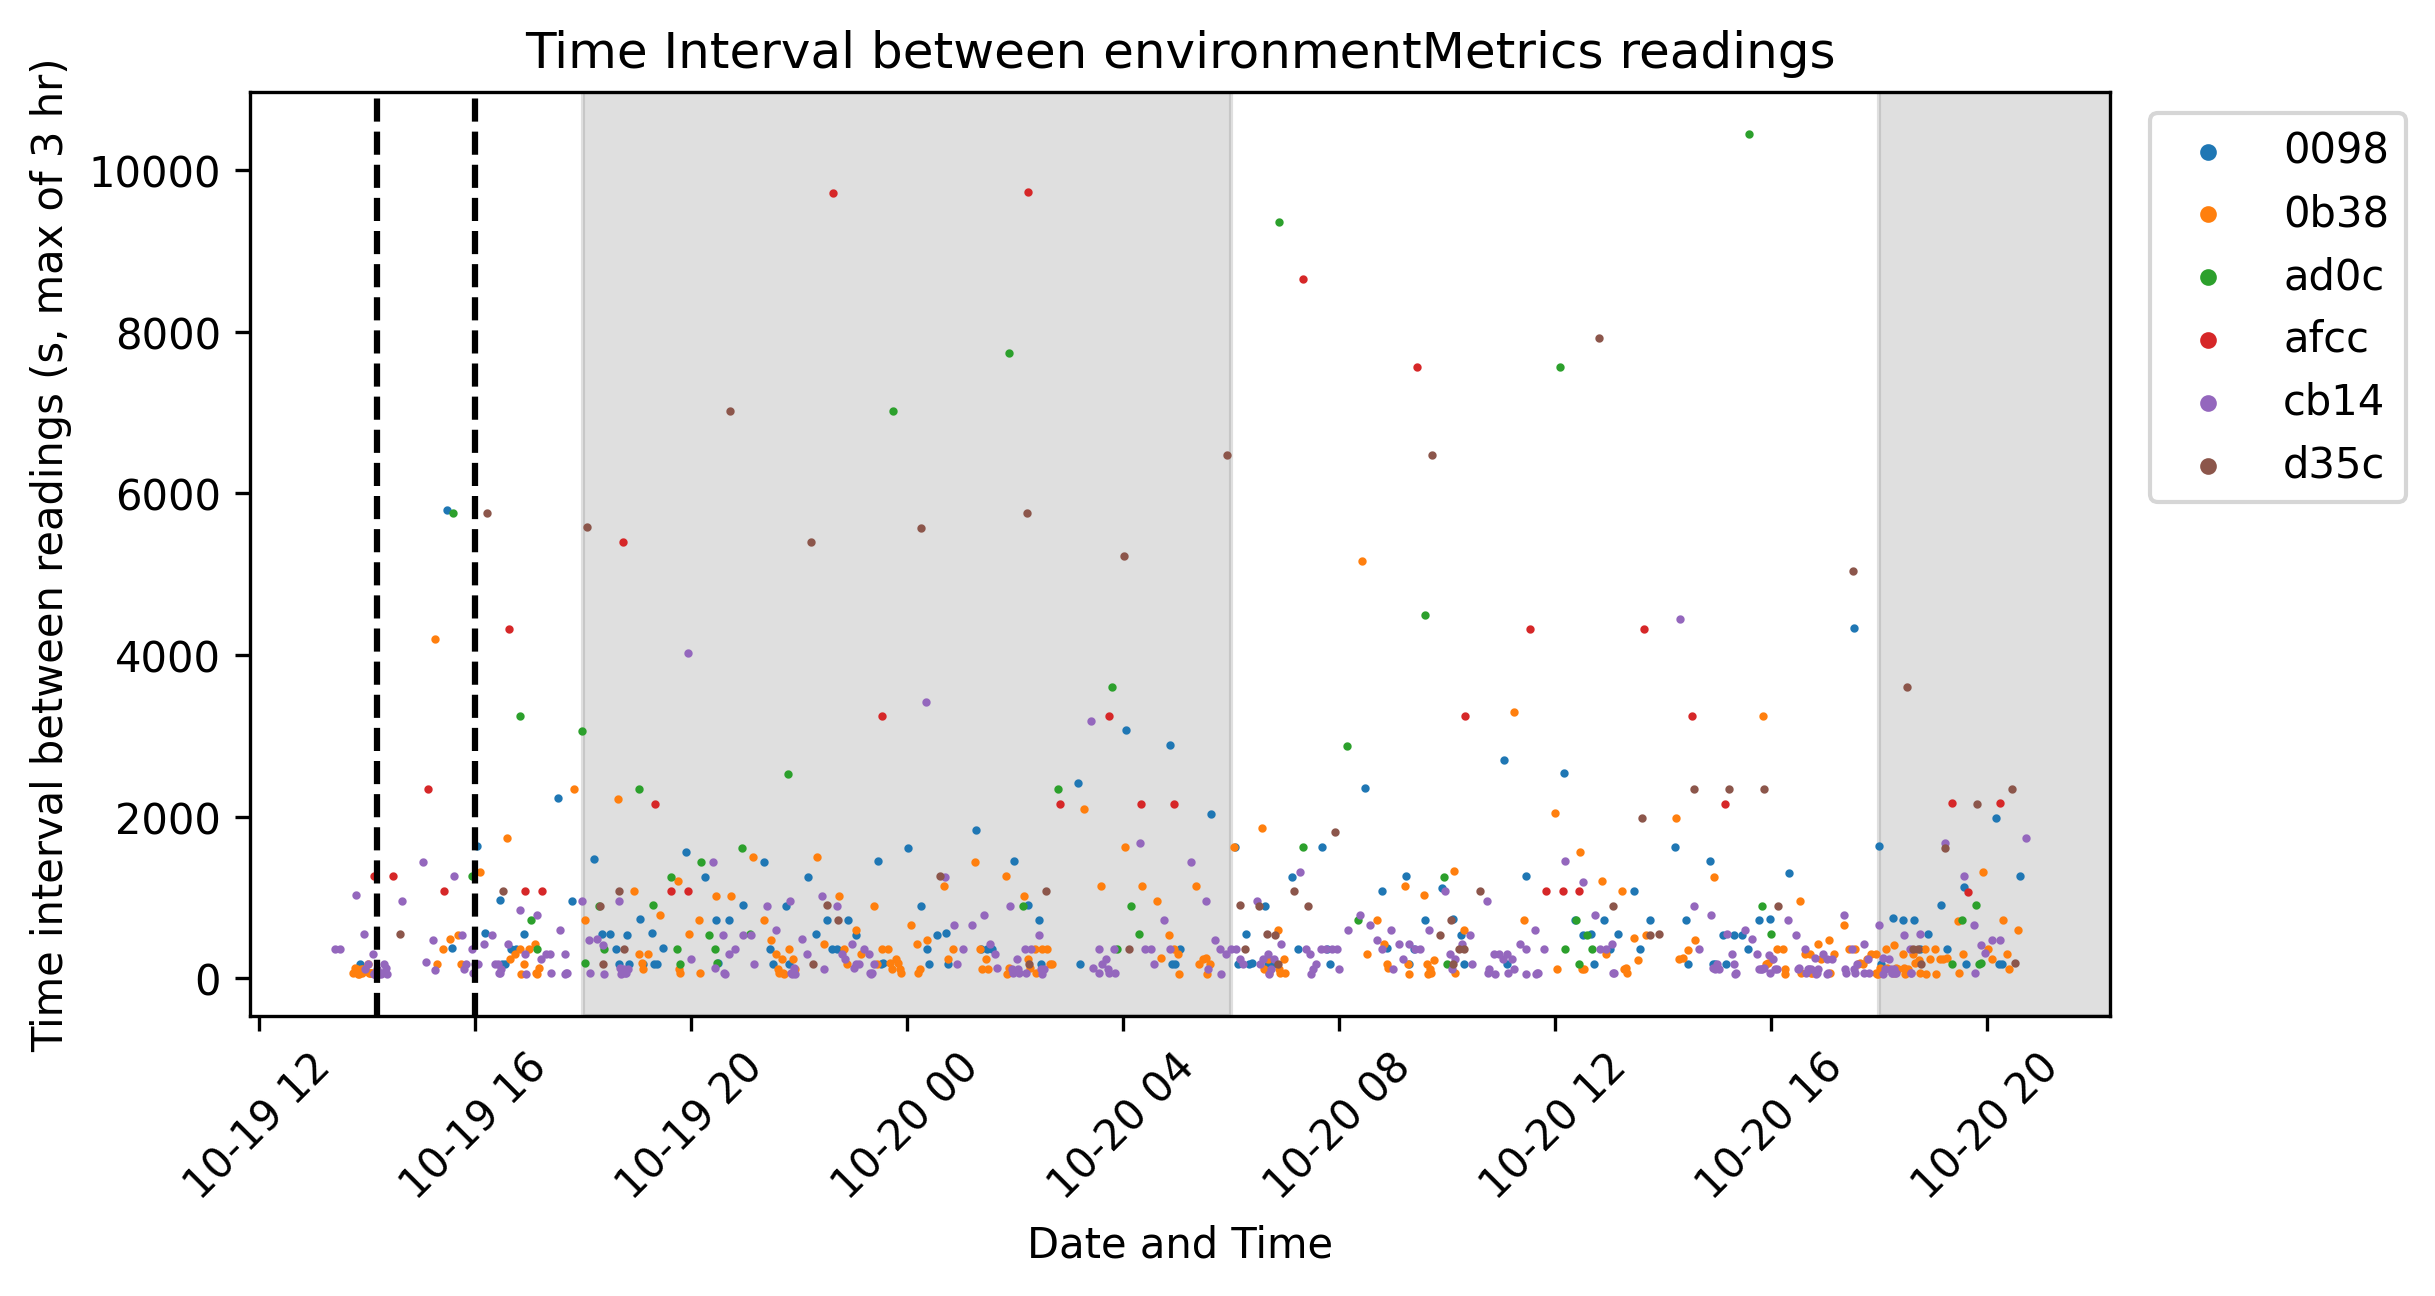 Time Interval between environmentMetrics readings
Time interval between readings (s, max of 3 hr)
10000
8000
6000
4000
2000
0
10-19 12
10-19 16
10-19 20
10-20 00
10-20 04
10-20 08
10-20 12
10-20 16
10-20 20
Date and Time
0098
0b38
ad0c
afcc
cb14
d35c